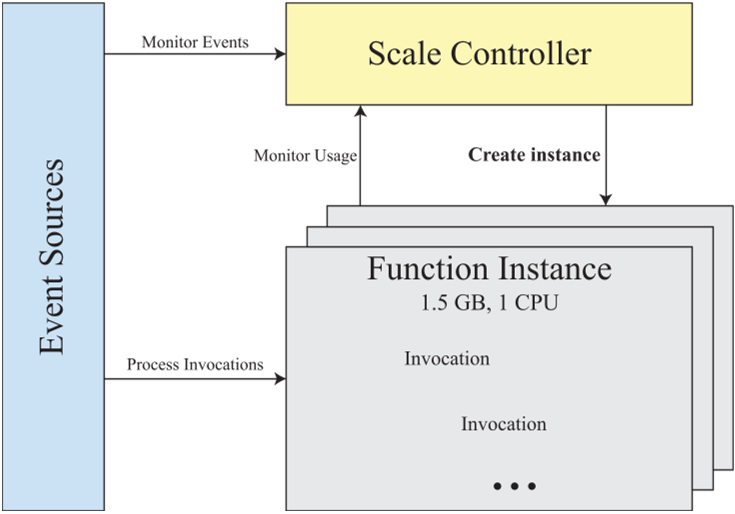 Monitor Events
Scale Controller
Monitor Usage
Create instance
Event Sources
Function Instance
1.5 GB, 1 CPU
Process Invocations
Invocation
Invocation
•••